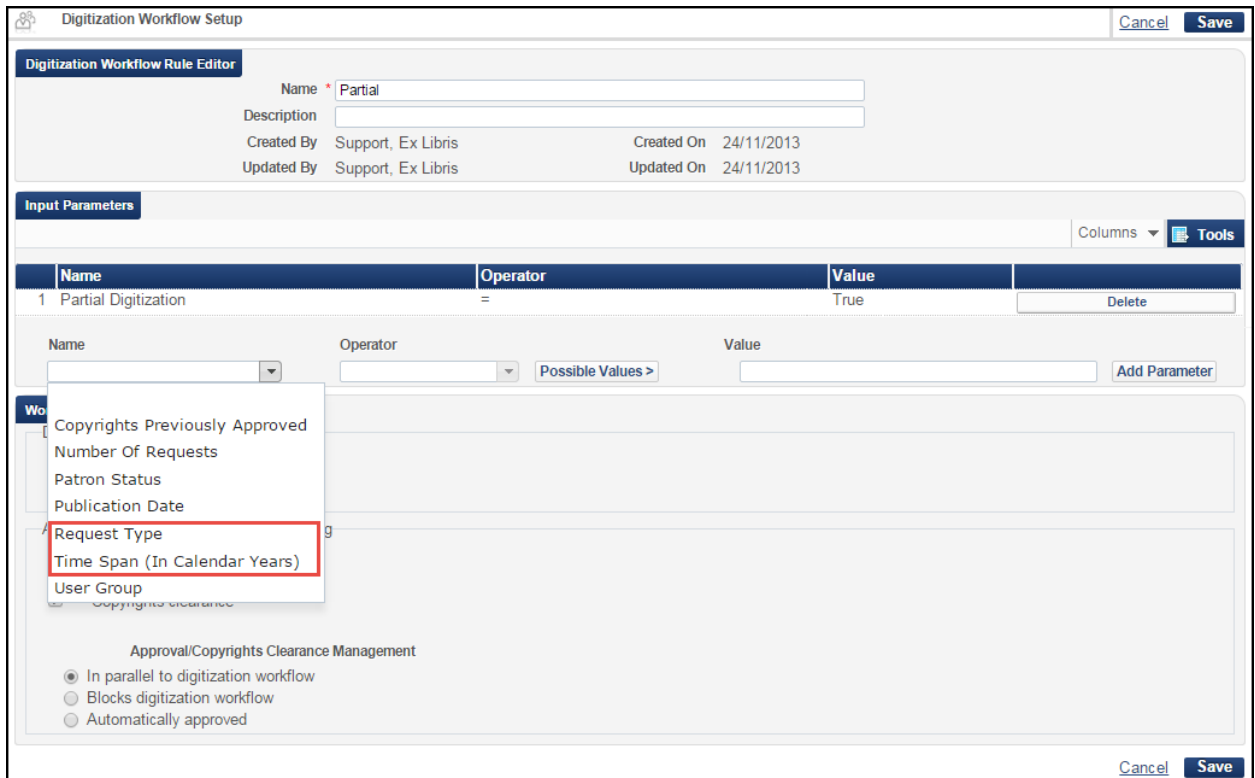 Digitization Workflow Setup
Cancel Save
Digitization Workflow Rule Editor
Name * Partial
Description
Created By Support, Ex Libris Created On 24/11/2013
Updated By Support, Ex Libris Updated On 24/11/2013
Input Parameters
Columns Tools
Name Operator Value
1 Partial Digitization = True Delete
Name Operator Value
Possible Values > Add Parameter
Wo
Copyrights Previously Approved
Number Of Requests
Patron Status
Publication Date
Request Type
Time Span (In Calendar Years)
User Group
Copyrights clearance
Approval/Copyrights Clearance Management
In parallel to digitization workflow
Blocks digitization workflow
Automatically approved
Cancel Save